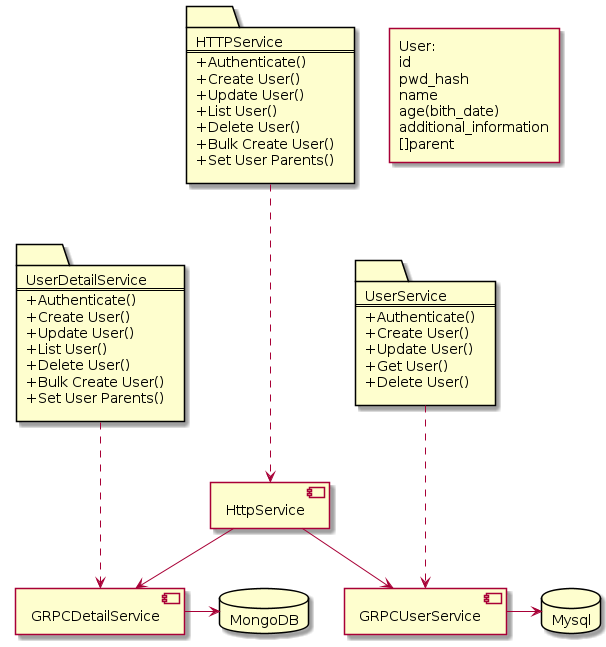 HTTPService
+Authenticate()
+Create User()
+Update User()
+List User()
+Delete User()
+Bulk Create User()
+Set User Parents()
User:
id
pwd_hash
name
age(bith_date)
additional_information
[]parent
UserDetailService
+Authenticate()
+Create User()
+Update User()
+List User()
+Delete User()
+Bulk Create User()
+Set User Parents()
UserService
+Authenticate()
+Create User()
+Update User()
+Get User()
+Delete User()
HttpService
GRPCDetailService
MongoDB
GRPCUserService
Mysql